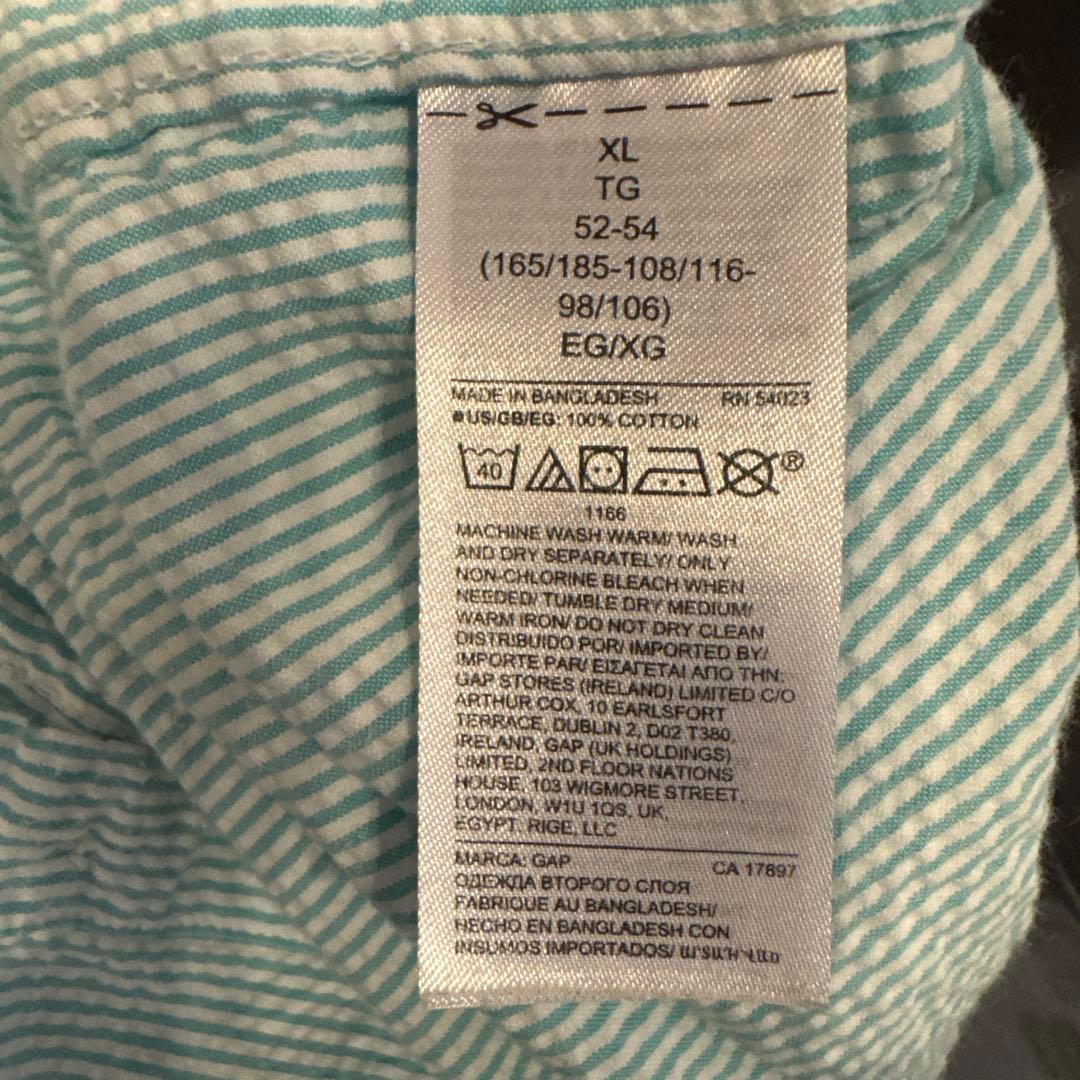 XL
TG
52-54
(165/185-108/116-
98/106)
EG/XG
MADE IN BANGLADESH RN 54023
US/GB/EG: 100% COTTON
40 ®
1166
MACHINE WASH WARM/ WASH
AND DRY SEPARATELY/ ONLY
NON-CHLORINE BLEACH WHEN
NEEDED/ TUMBLE DRY MEDIUM/
WARM IRON/ DO NOT DRY CLEAN
DISTRIBUIDO POR/ IMPORTED BY/
IMPORTE PAR/ ΕΙΣΑΓΕΤΑΙ ΑΠΟ ΤΗΝ:
GAP STORES (IRELAND) LIMITED C/O
ARTHUR COX, 10 EARLSFORT
TERRACE, DUBLIN 2, D02 T380,
IRELAND, GAP (UK HOLDINGS)
LIMITED, 2ND FLOOR NATIONS
HOUSE, 103 WIGMORE STREET,
LONDON, W1U 1QS, UK,
EGYPT, RIGE, LLC
MARCA: GAP CA 17897
ОДЕЖДА ВТОРОГО СЛОЯ
FABRIQUE AU BANGLADESH/
HECHO EN BANGLADESH CON
INSUMOS IMPORTADOS/